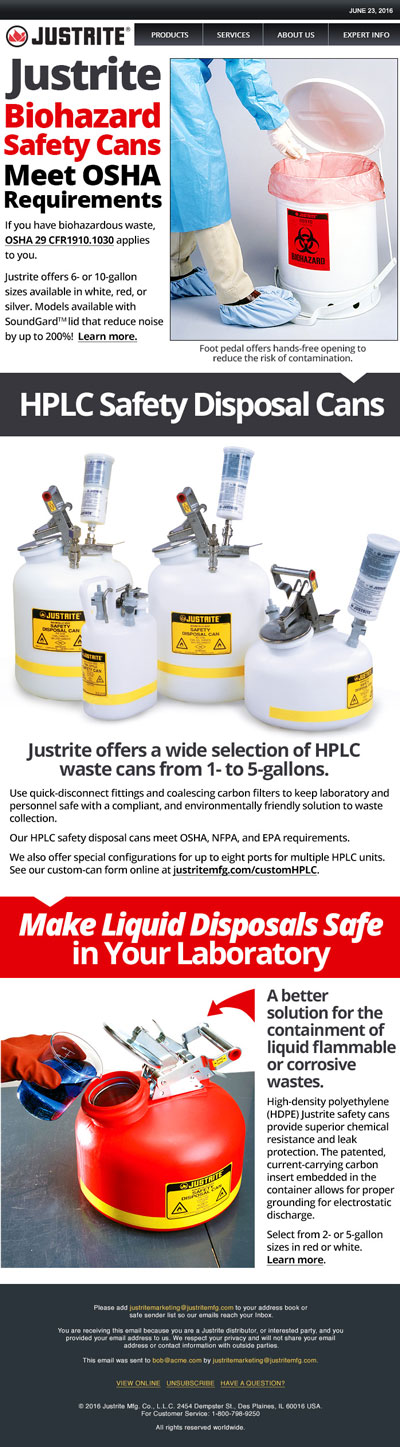 JUNE 23, 2016
JUSTRITE®
PRODUCTS SERVICES ABOUT US EXPERT INFO
Justrite
Biohazard
Safety Cans
Meet OSHA
Requirements
If you have biohazardous waste,
OSHA 29 CFR1910.1030 applies
to you.
Justrite offers 6- or 10-gallon
sizes available in white, red, or
silver. Models available with
SoundGard™ lid that reduce noise
by up to 200%! Learn more.
BIOHAZARD
Foot pedal offers hands-free opening to
reduce the risk of contamination.
HPLC Safety Disposal Cans
JUSTRITE
SAFETY
DISPOSAL CAN
JUSTRITE
JUSTRITE
SAFETY
DISPOSAL CAN
JUSTRITE
Justrite offers a wide selection of HPLC
waste cans from 1- to 5-gallons.
Use quick-disconnect fittings and coalescing carbon filters to keep laboratory and
personnel safe with a compliant, and environmentally friendly solution to waste
collection.
Our HPLC safety disposal cans meet OSHA, NFPA, and EPA requirements.
We also offer special configurations for up to eight ports for multiple HPLC units.
See our custom-can form online at justritemfg.com/customHPLC.
Make Liquid Disposals Safe
in Your Laboratory
A better
solution for the
containment of
liquid flammable
or corrosive
wastes.
High-density polyethylene
(HDPE) Justrite safety cans
provide superior chemical
resistance and leak
protection. The patented,
current-carrying carbon
insert embedded in the
container allows for proper
grounding for electrostatic
discharge.
Select from 2- or 5-gallon
sizes in red or white.
Learn more.
JUSTRITE
SAFETY
DISPOSAL CAN
Please add justritemarketing@justritemfg.com to your address book or
safe sender list so our emails reach your Inbox.
You are receiving this email because you are a Justrite distributor, or interested party, and you
provided your email address to us. We respect your privacy and will not share your email
address or contact information with outside parties.
This email was sent to bob@acme.com by justritemarketing@justritemfg.com.
VIEW ONLINE UNSUBSCRIBE HAVE A QUESTION?
© 2016 Justrite Mfg. Co., L.L.C. 2454 Dempster St., Des Plaines, IL 60016 USA.
For Customer Service: 1-800-798-9250
All rights reserved worldwide.